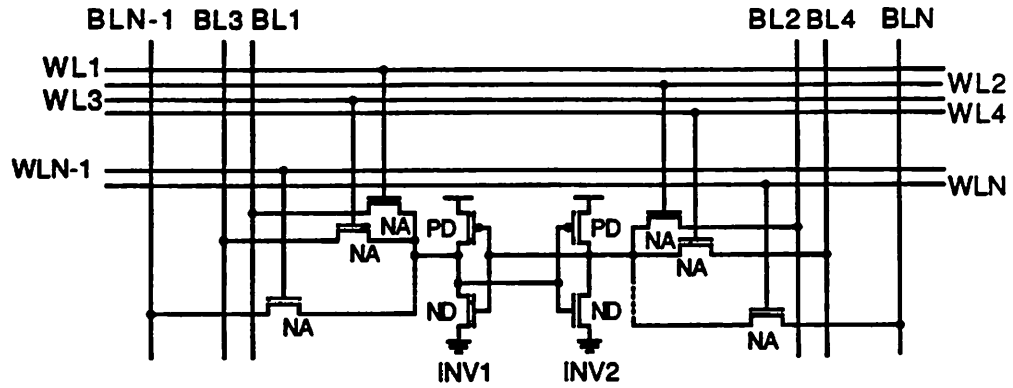 BLN-1 BL3 BL1 BL2 BL4 BLN
WL1
WL2
WL3
WL4
WLN-1
WLN
NA PD PD NA
NA NA
ND ND
NA NA
INV1 INV2